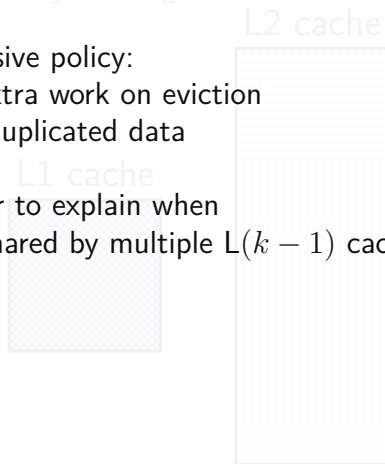 L2 cache
sive policy:
xtra work on eviction
uplicated data
L1 cache
r to explain when
hared by multiple L(k − 1) cac